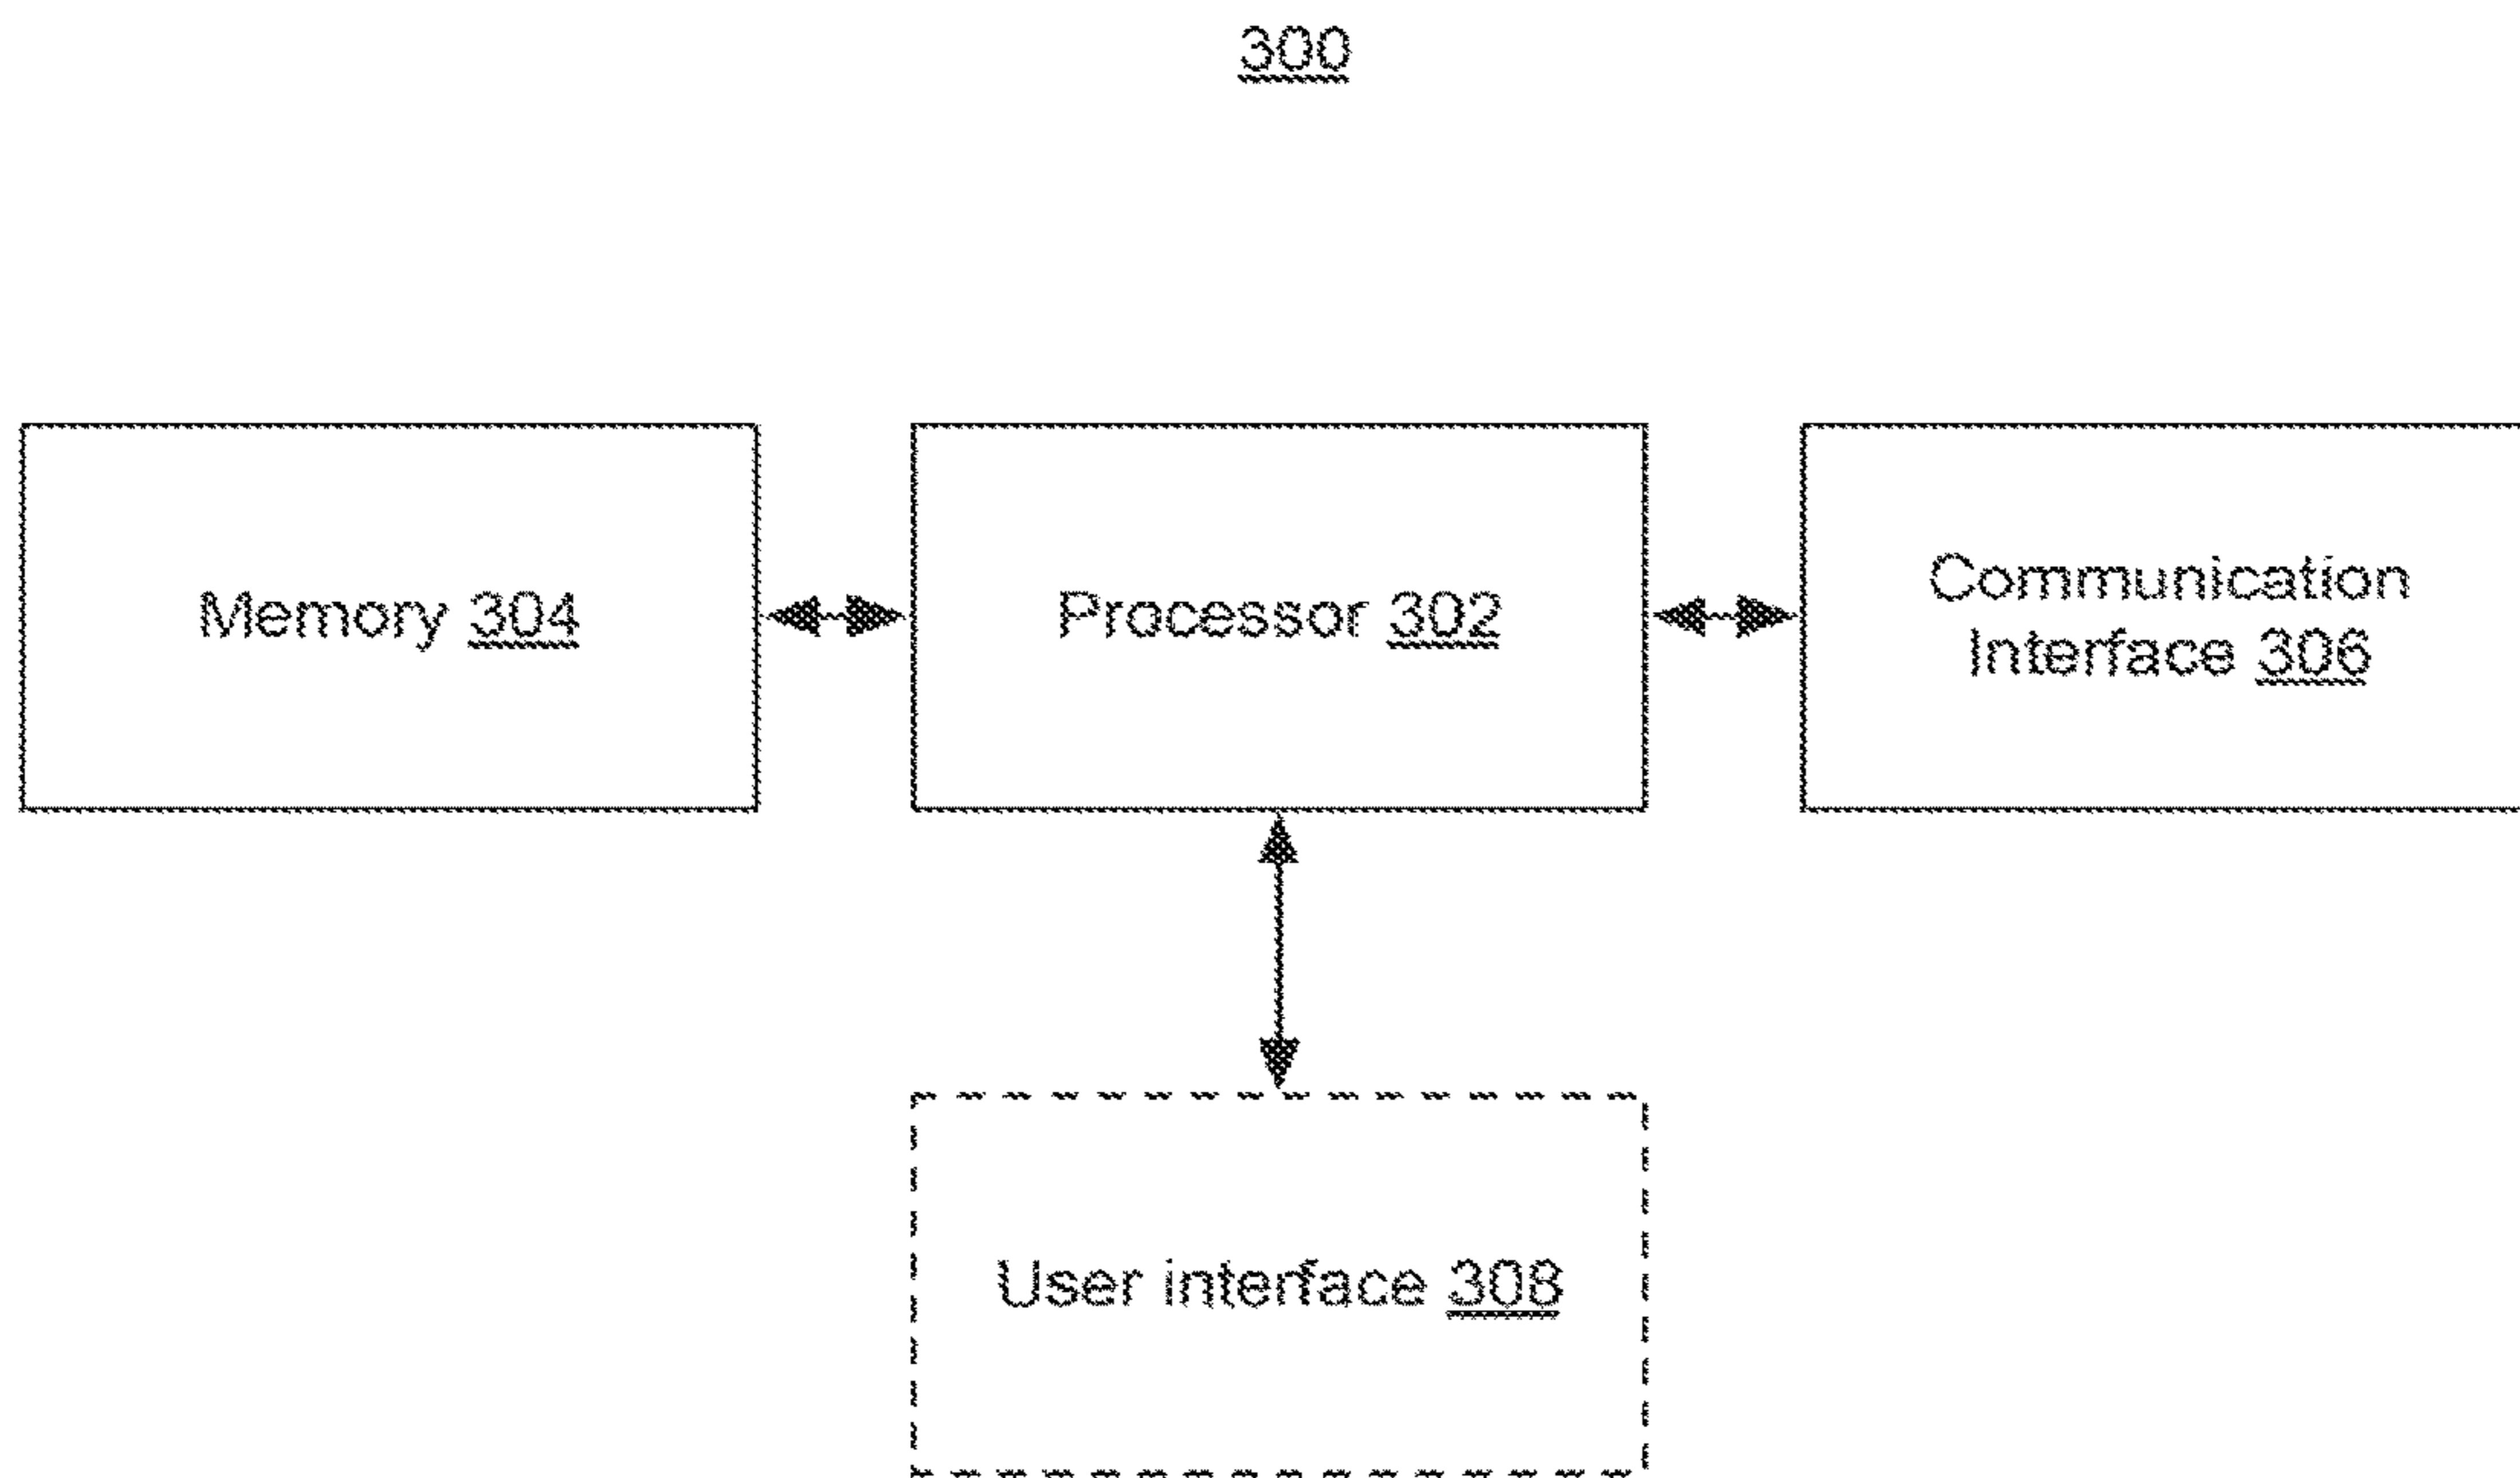 300
Memory 304
Processor 302
Communication
Interface 306
User interface 308